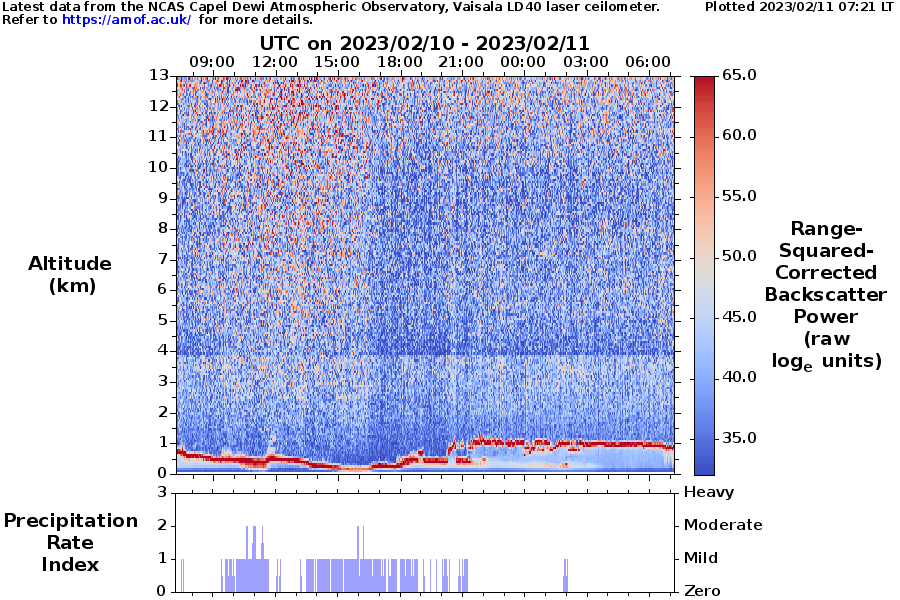 Latest data from the NCAS Capel Dewi Atmospheric Observatory, Vaisala LD40 laser ceilometer. Plotted 2023/02/11 07:21 LT
Refer to https://amof.ac.uk/ for more details.
UTC on 2023/02/10 - 2023/02/11
09:00 12:00 15:00 18:00 21:00 00:00 03:00 06:00
13
12
11
10
9
8
7
6
5
4
3
2
1
0
Altitude
(km)
65.0
60.0
55.0
50.0
45.0
40.0
35.0
Range-
Squared-
Corrected
Backscatter
Power
(raw
loge units)
3
2
1
0
Precipitation
Rate
Index
Heavy
Moderate
Mild
Zero